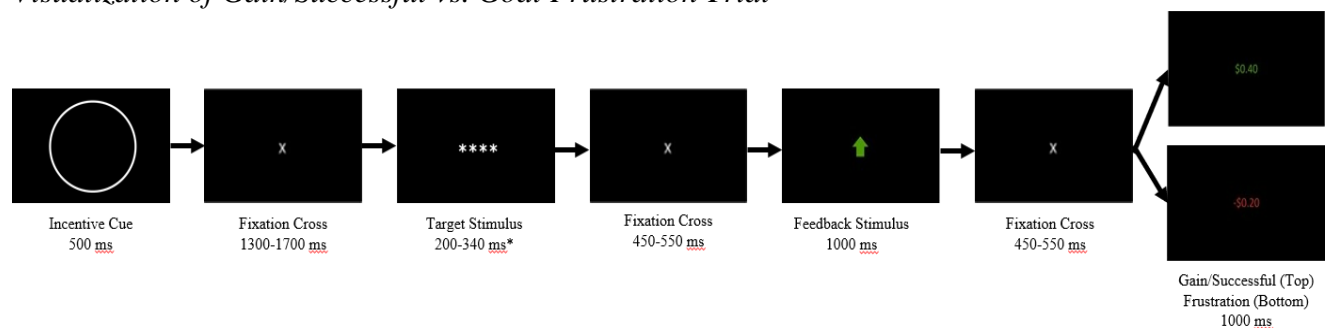 Visualization of Gain/Successful vs. Goal Frustration Trial
X
****
X
X
$0.40
-$0.20
Incentive Cue
500 ms
Fixation Cross
1300-1700 ms
Target Stimulus
200-340 ms*
Fixation Cross
450-550 ms
Feedback Stimulus
1000 ms
Fixation Cross
450-550 ms
Gain/Successful (Top)
Frustration (Bottom)
1000 ms